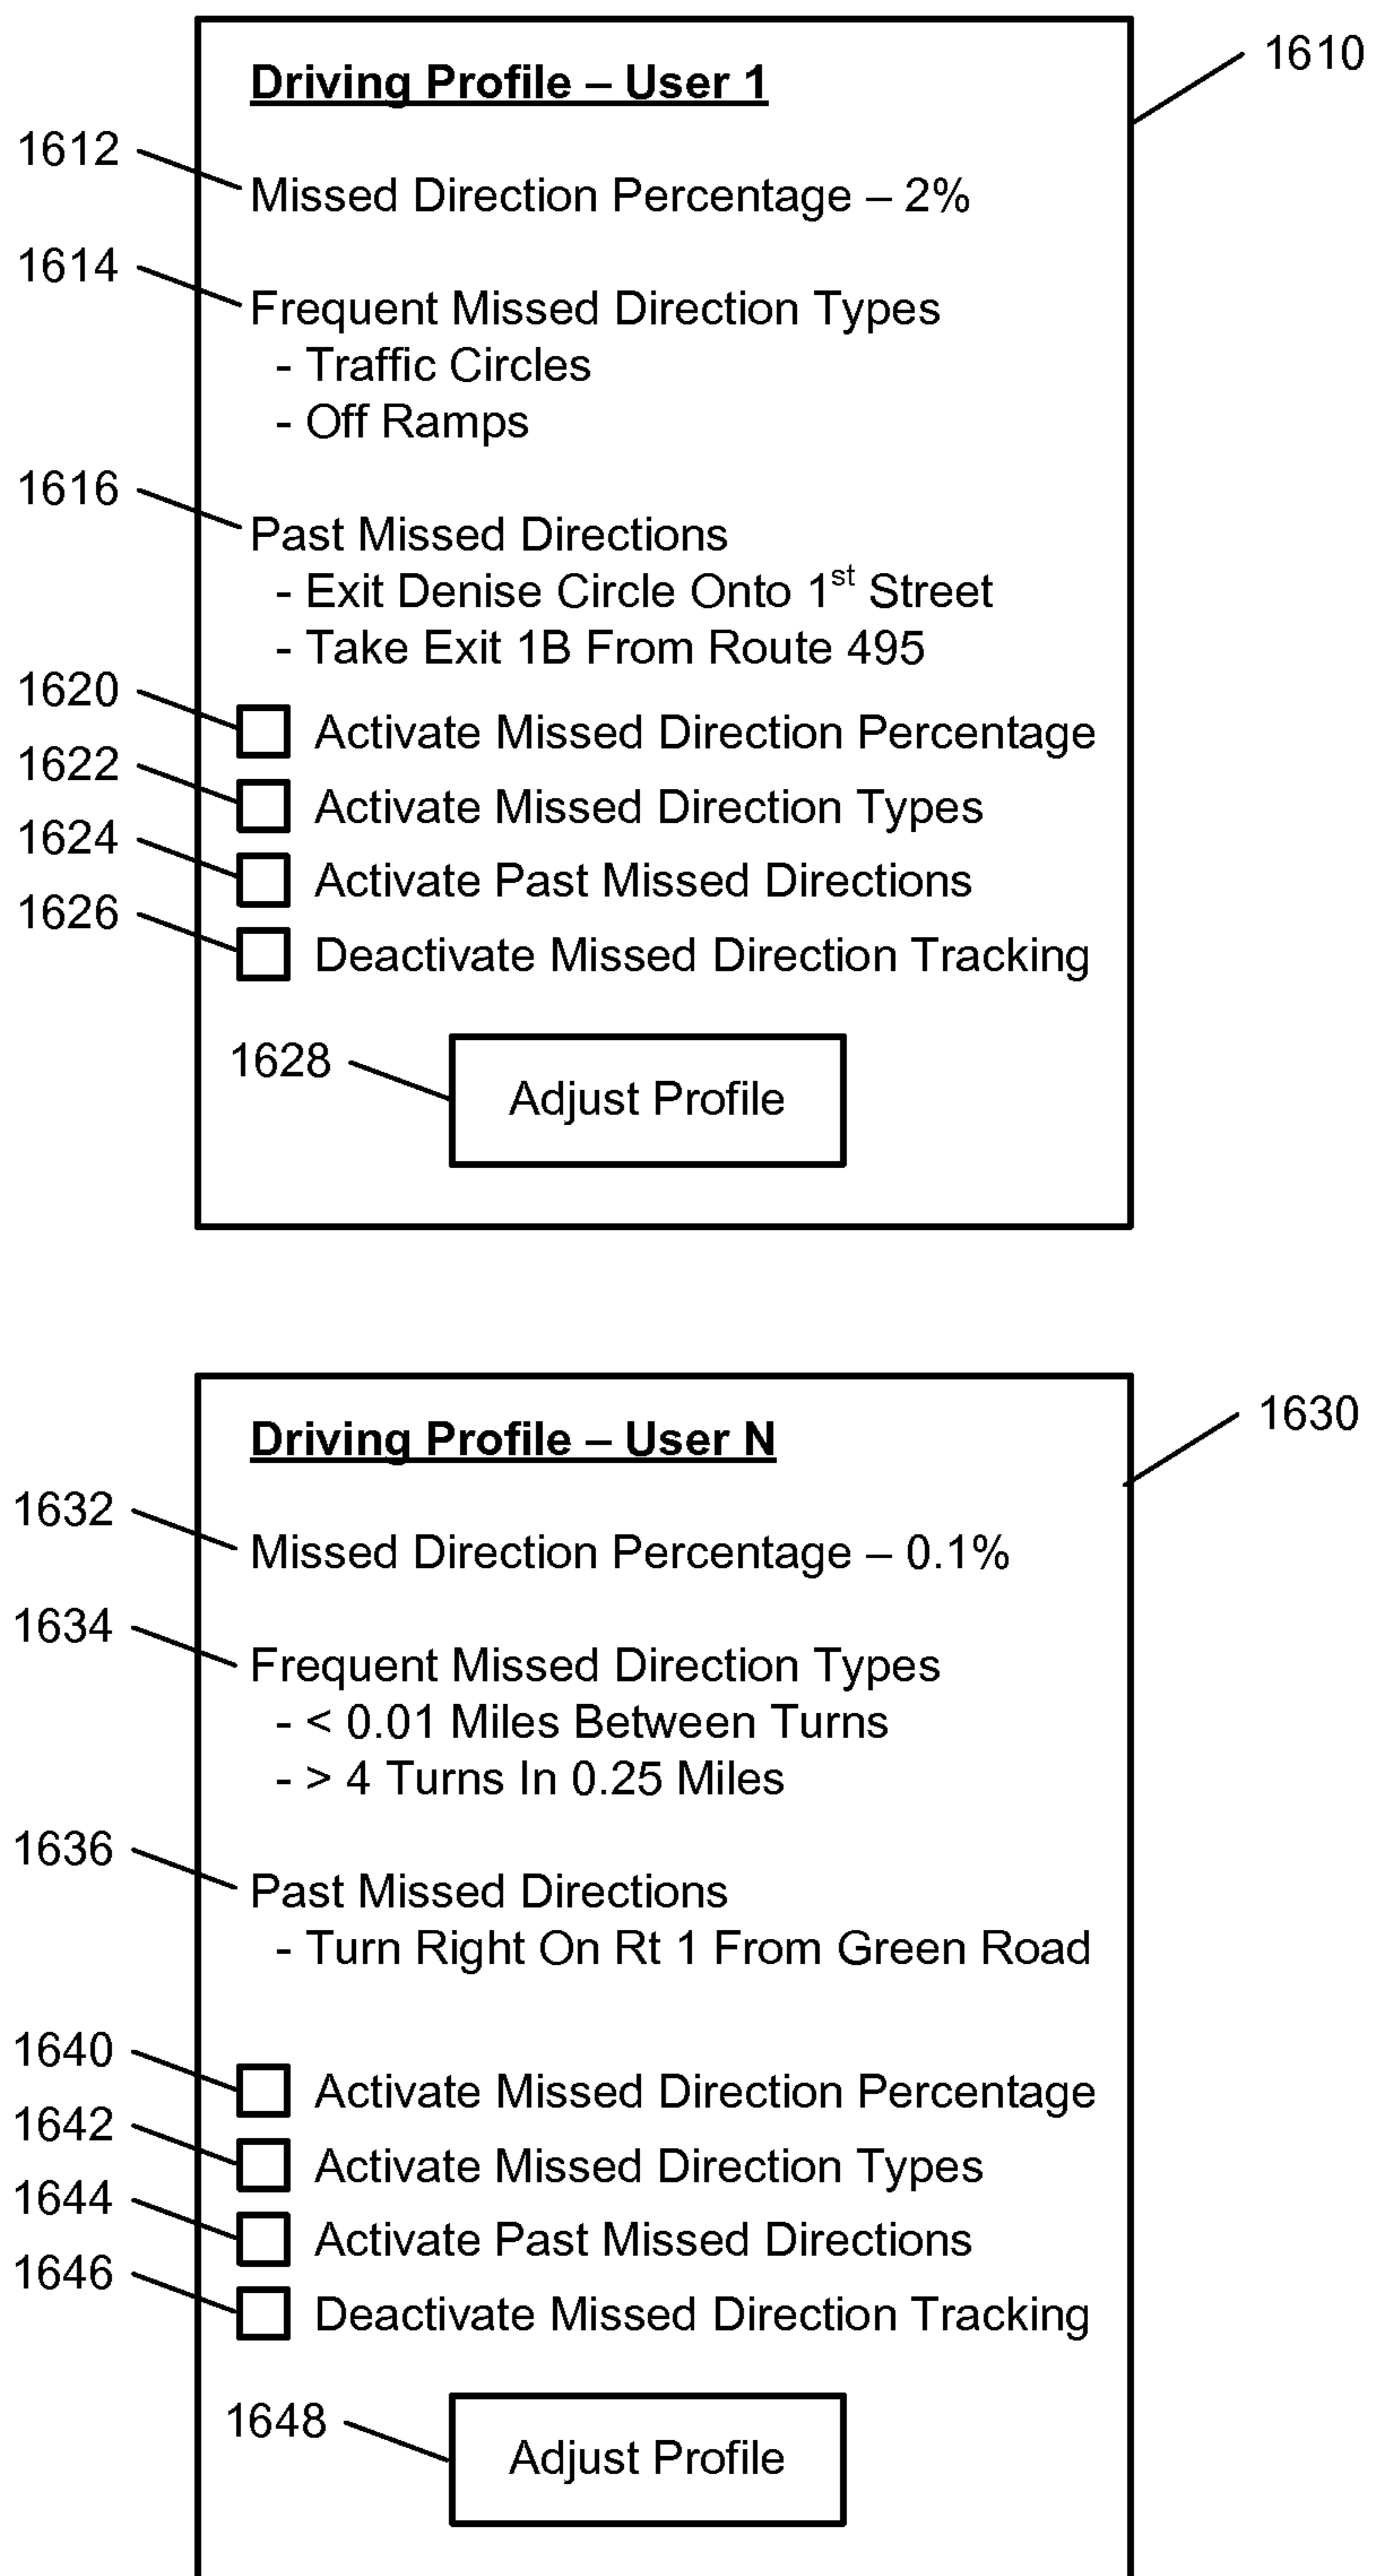 Driving Profile – User 1
1610
1612
Missed Direction Percentage – 2%
1614
Frequent Missed Direction Types
- Traffic Circles
- Off Ramps
1616
Past Missed Directions
- Exit Denise Circle Onto 1st Street
- Take Exit 1B From Route 495
1620
Activate Missed Direction Percentage
1622
Activate Missed Direction Types
1624
Activate Past Missed Directions
1626
Deactivate Missed Direction Tracking
1628
Adjust Profile
Driving Profile – User N
1630
1632
Missed Direction Percentage – 0.1%
1634
Frequent Missed Direction Types
- < 0.01 Miles Between Turns
- > 4 Turns In 0.25 Miles
1636
Past Missed Directions
- Turn Right On Rt 1 From Green Road
1640
Activate Missed Direction Percentage
1642
Activate Missed Direction Types
1644
Activate Past Missed Directions
1646
Deactivate Missed Direction Tracking
1648
Adjust Profile